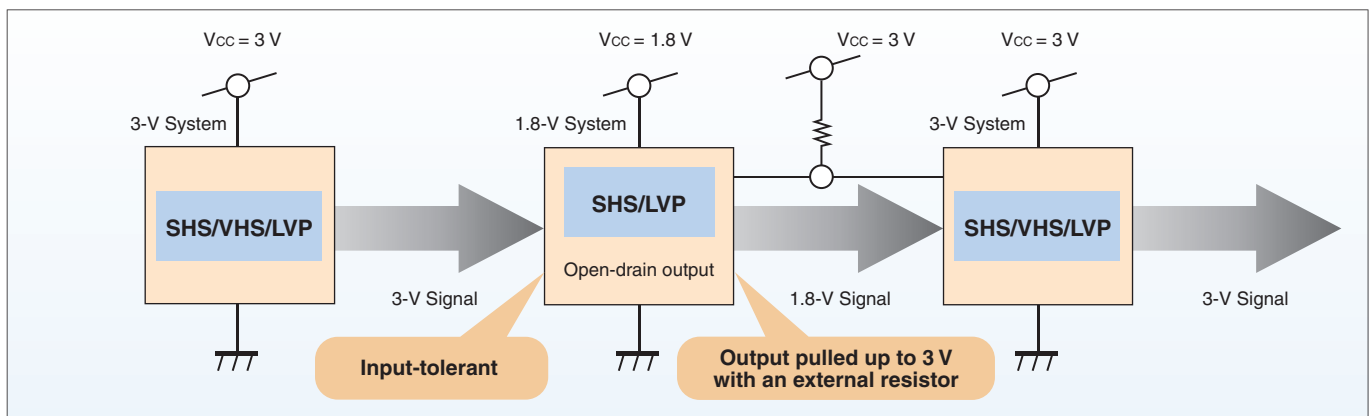 VCC = 3 V
VCC = 1.8 V
VCC = 3 V
VCC = 3 V
3-V System
1.8-V System
3-V System
SHS/VHS/LVP
SHS/LVP
SHS/VHS/LVP
Open-drain output
3-V Signal
1.8-V Signal
3-V Signal
Input-tolerant
Output pulled up to 3 V
with an external resistor